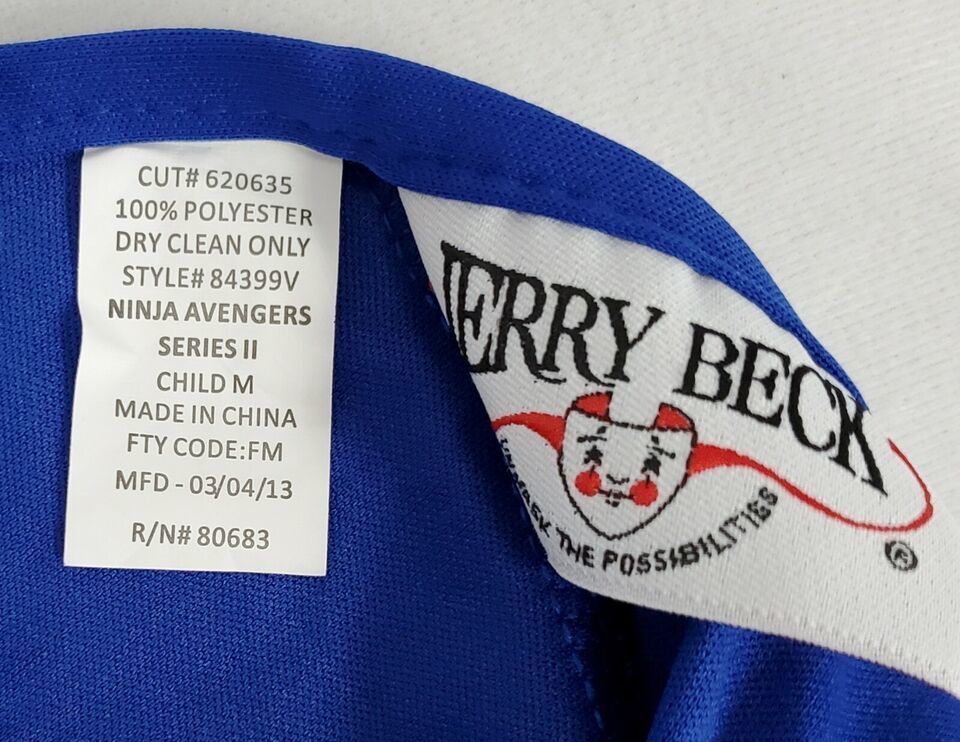 CUT# 620635
100% POLYESTER
DRY CLEAN ONLY
STYLE# 84399V
NINJA AVENGERS
SERIES II
CHILD M
MADE IN CHINA
FTY CODE:FM
MFD - 03/04/13
R/N# 80683
JERRY BECK
THE POSSIBILITIES
®